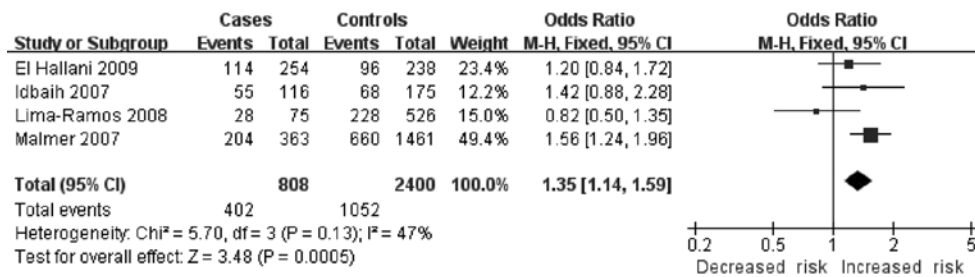 Cases Controls Odds Ratio Odds Ratio
Study or Subgroup Events Total Events Total Weight M-H, Fixed, 95% CI M-H, Fixed, 95% CI
El Hallani 2009 114 254 96 238 23.4% 1.20 [0.84, 1.72]
Idbaih 2007 55 116 68 175 12.2% 1.42 [0.88, 2.28]
Lima-Ramos 2008 28 75 228 526 15.0% 0.82 [0.50, 1.35]
Malmer 2007 204 363 660 1461 49.4% 1.56 [1.24, 1.96]
Total (95% CI) 808 2400 100.0% 1.35 [1.14, 1.59]
Total events 402 1052
Heterogeneity: Chi² = 5.70, df = 3 (P = 0.13); I² = 47%
Test for overall effect: Z = 3.48 (P = 0.0005)
0.2 0.5 1 2 5
Decreased risk Increased risk